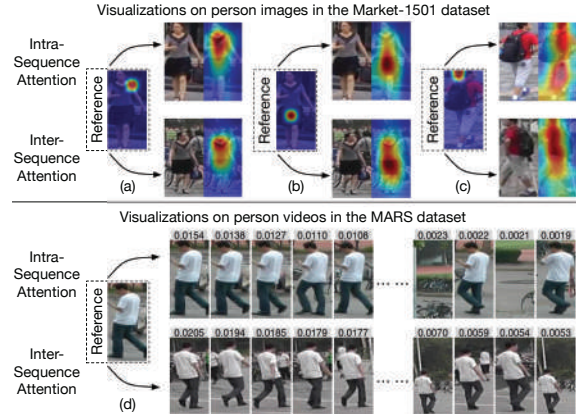 Visualizations on person images in the Market-1501 dataset
Intra-
Sequence
Attention
Reference
Reference
Reference
Inter-
Sequence
Attention
(a)
(b)
(c)
Visualizations on person videos in the MARS dataset
Intra-
Sequence
Attention
0.0154 0.0138 0.0127 0.0110 0.0108 0.0023 0.0022 0.0021 0.0019
... ...
Reference
Inter-
Sequence
Attention
0.0205 0.0194 0.0185 0.0179 0.0177 0.0070 0.0059 0.0054 0.0053
... ...
(d)